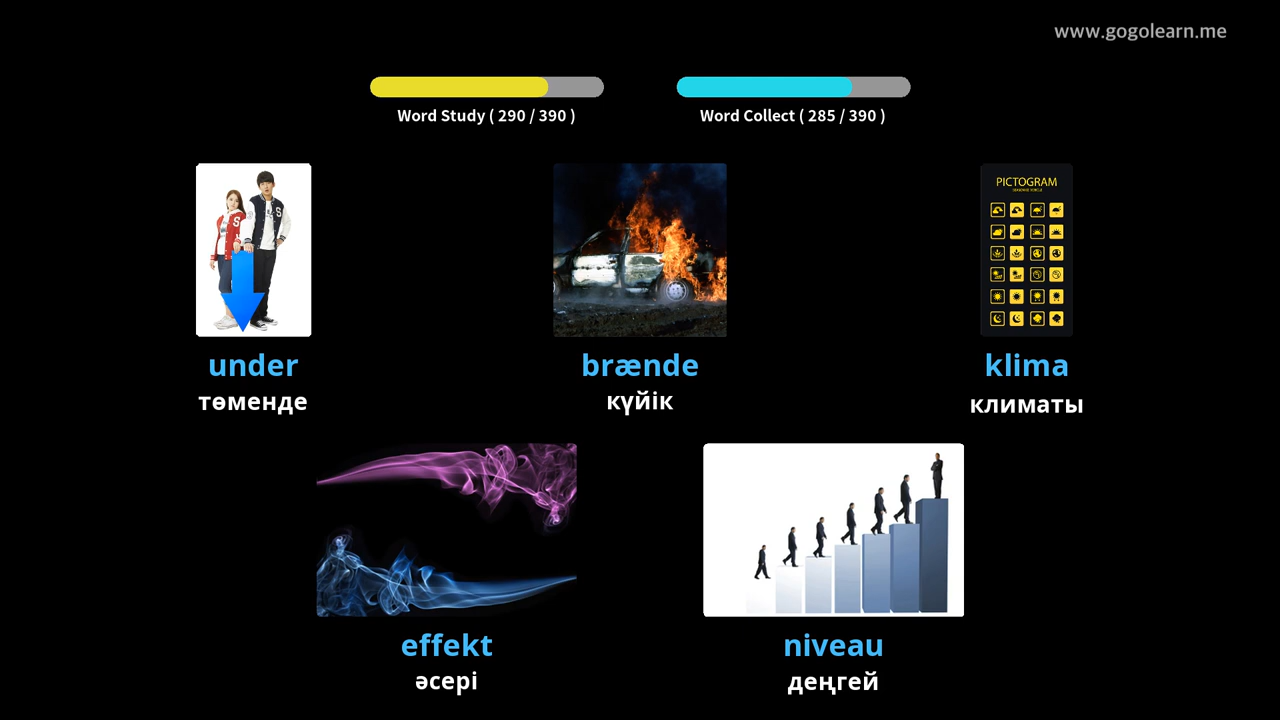 www.gogolearn.me
Word Study ( 290 / 390 )
Word Collect ( 285 / 390 )
PICTOGRAM
under
төменде
brænde
күйік
klima
климаты
effekt
әсері
niveau
деңгей